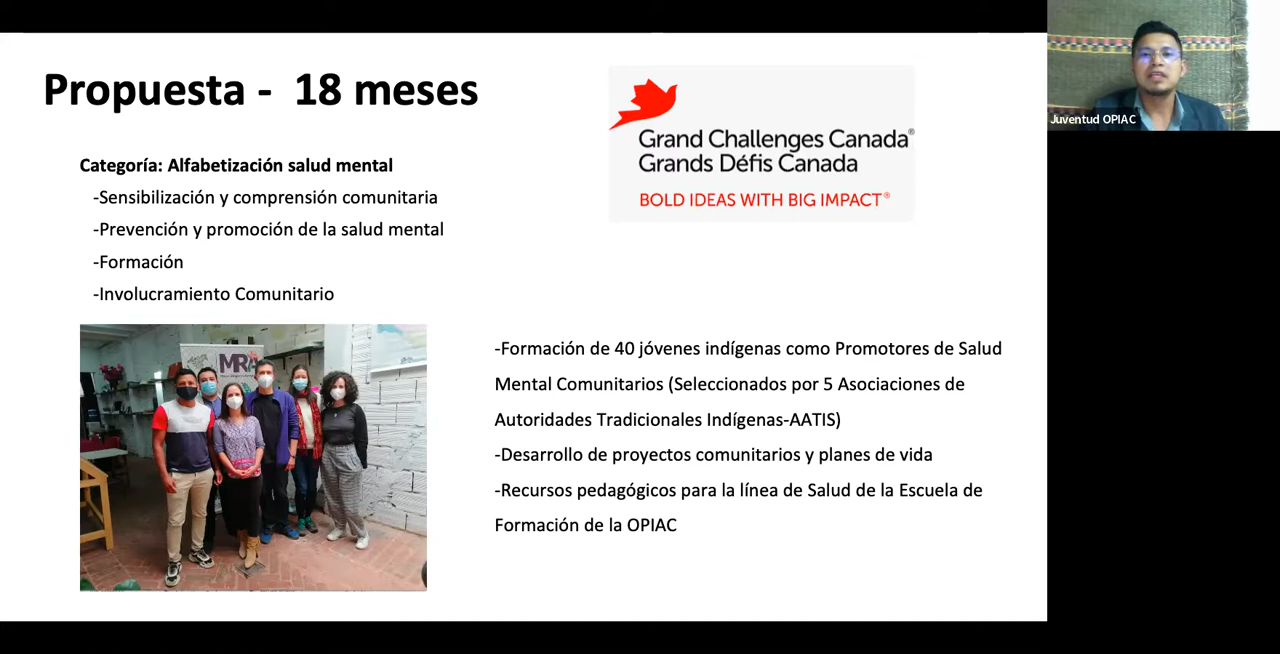 Propuesta -  18 meses
Categoría: Alfabetización salud mental
-Sensibilización y comprensión comunitaria
-Prevención y promoción de la salud mental
-Formación
-Involucramiento Comunitario
Grand Challenges Canada®
Grands Défis Canada
BOLD IDEAS WITH BIG IMPACT®
MRA
-Formación de 40 jóvenes indígenas como Promotores de Salud
Mental Comunitarios (Seleccionados por 5 Asociaciones de
Autoridades Tradicionales Indígenas-AATIS)
-Desarrollo de proyectos comunitarios y planes de vida
-Recursos pedagógicos para la línea de Salud de la Escuela de
Formación de la OPIAC
Juventud OPIAC